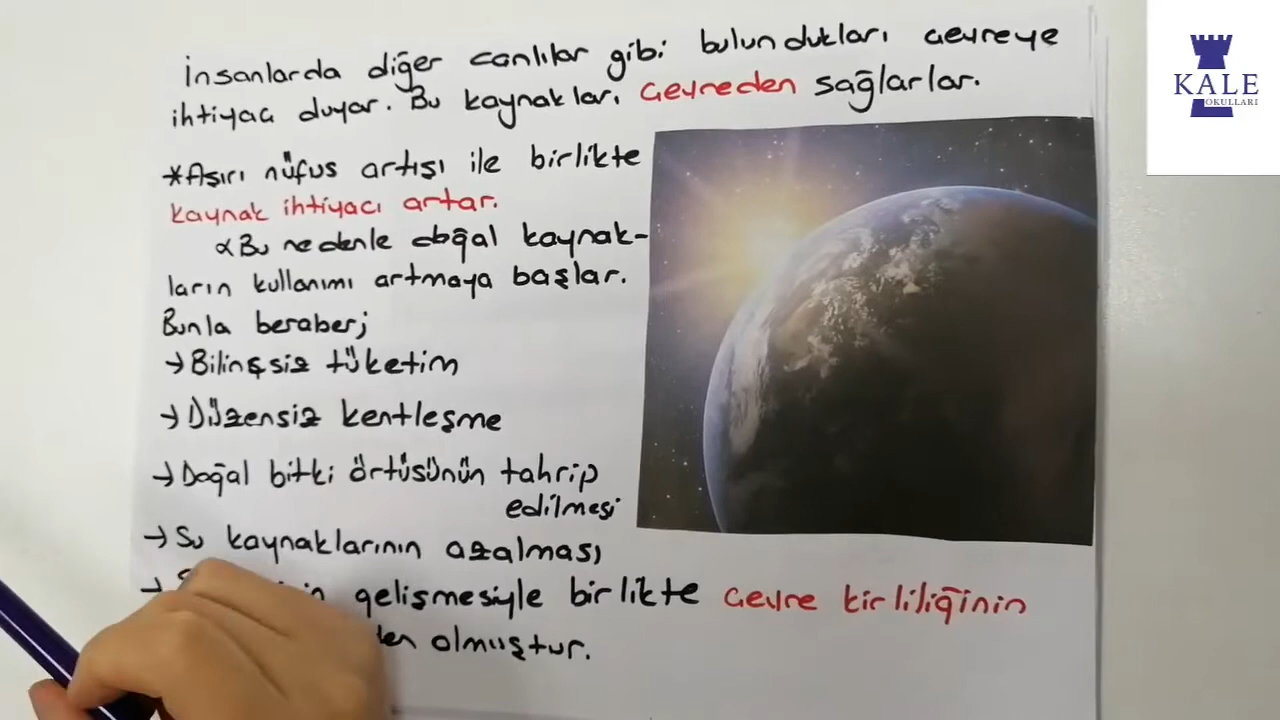 İnsanlarda diğer canlılar gibi bulundukları çevreye
ihtiyaç duyar. Bu kaynakları çevreden sağlarlar.
*Aşırı nüfus artışı ile birlikte
kaynak ihtiyacı artar.
α Bu nedenle doğal kaynak-
ların kullanımı artmaya başlar.
Bunla beraber;
→ Bilinçsiz tüketim
→ Düzensiz kentleşme
→ Doğal bitki örtüsünün tahrip
edilmesi
→ Su kaynaklarının azalması
→ gelişmesiyle birlikte çevre kirliliğinin
olmuştur.
KALE
OKULLARI